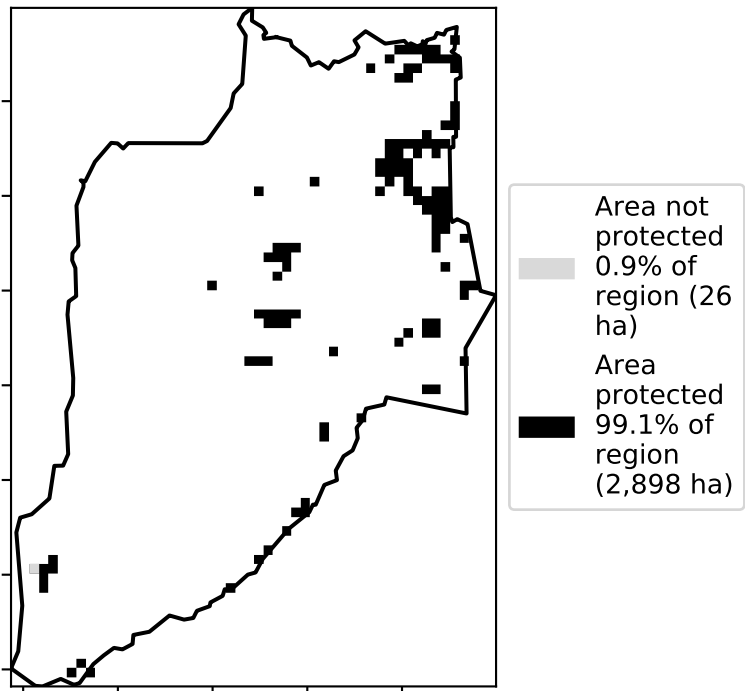 Area not
protected
0.9% of
region (26
ha)
Area
protected
99.1% of
region
(2,898 ha)